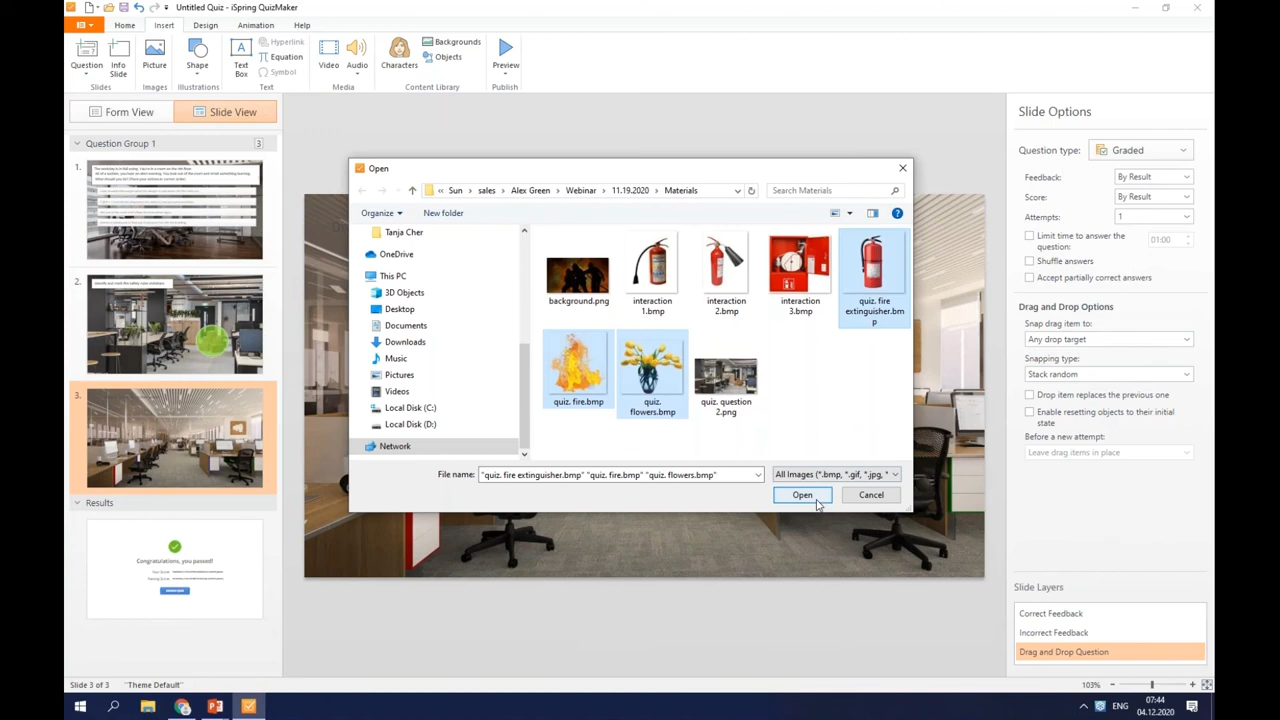 Untitled Quiz - iSpring QuizMaker
Home Insert Design Animation Help
Question
Info Slide
Picture
Shape
Text Box
Hyperlink
Equation
Symbol
Video
Audio
Characters
Backgrounds
Objects
Preview
Slides Images Illustrations Text Media Content Library Publish
Form View Slide View
Question Group 1 3
1.
2.
Identify and mark the safety rules violations
3.
Results
Congratulations, you passed!
Open
« Sun sales Alex Green Webinar 11.19.2020 Materials
Search Materials
Organize New folder
Tanja Cher
OneDrive
This PC
3D Objects
Desktop
Documents
Downloads
Music
Pictures
Videos
Local Disk (C:)
Local Disk (D:)
Network
background.png
interaction 1.bmp
interaction 2.bmp
interaction 3.bmp
quiz. fire extinguisher.bmp
quiz. fire.bmp
quiz. flowers.bmp
quiz. question 2.png
File name: "quiz. fire extinguisher.bmp" "quiz. fire.bmp" "quiz. flowers.bmp"
All Images (*.bmp, *.gif, *.jpg, *
Open Cancel
Slide Options
Question type: Graded
Feedback: By Result
Score: By Result
Attempts: 1
Limit time to answer the question: 01:00
Shuffle answers
Accept partially correct answers
Drag and Drop Options
Snap drag item to:
Any drop target
Snapping type:
Stack random
Drop item replaces the previous one
Enable resetting objects to their initial state
Before a new attempt:
Leave drag items in place
Slide Layers
Correct Feedback
Incorrect Feedback
Drag and Drop Question
Slide 3 of 3 "Theme Default"
103%
ENG
07:44
04.12.2020